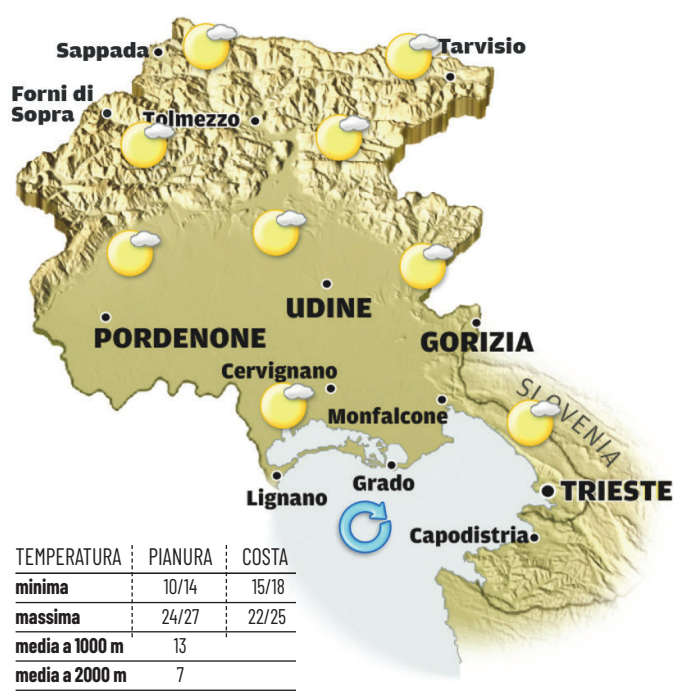 Sappada
Tarvisio
Forni di
Sopra
Tolmezzo
UDINE
PORDENONE
GORIZIA
Cervignano
SLOVENIA
Monfalcone
Grado
Lignano
TRIESTE
Capodistria
TEMPERATURA PIANURA COSTA
minima 10/14 15/18
massima 24/27 22/25
media a 1000 m 13
media a 2000 m 7